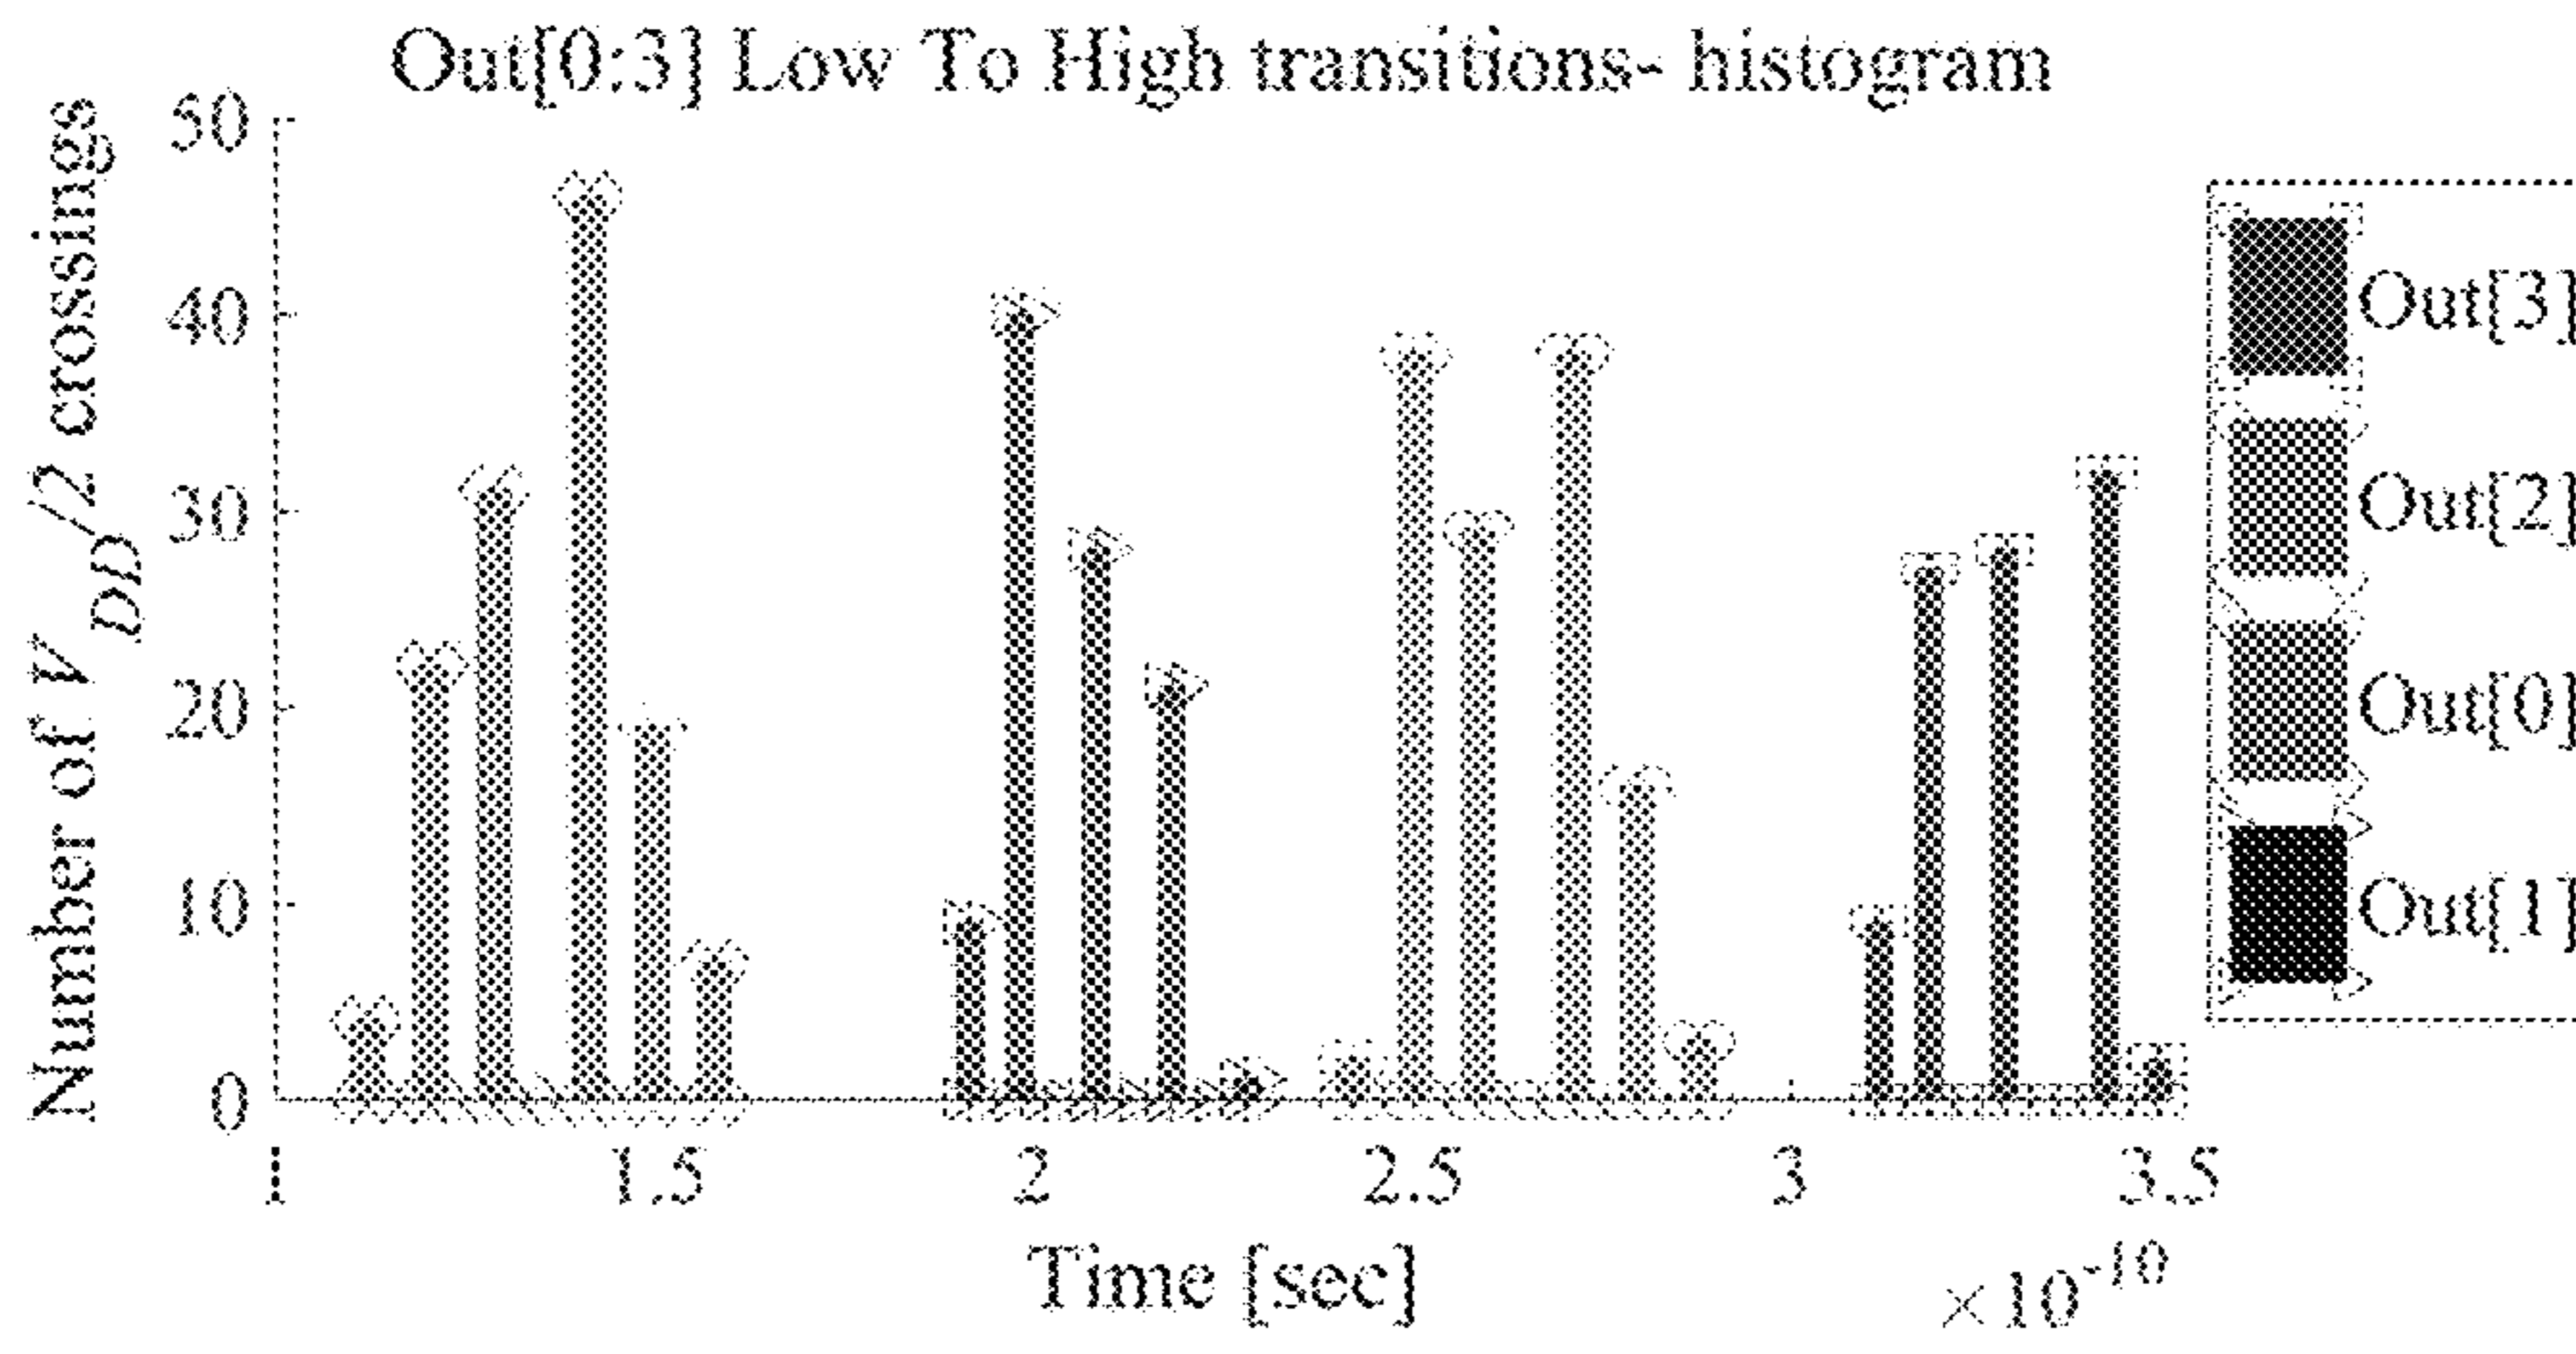 Out[0:3] Low To High transitions- histogram
Number of VDD/2 crossings
50
40
30
20
10
0
1 1.5 2 2.5 3 3.5
Time [sec]
×10-10
Out[3]
Out[2]
Out[0]
Out[1]